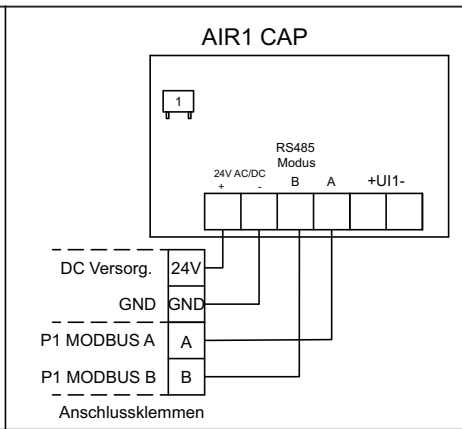 AIR1 CAP
1
RS485
Modus
24V AC/DC
+ - B A +UI1-
DC Versorg. 24V
GND GND
P1 MODBUS A A
P1 MODBUS B B
Anschlussklemmen